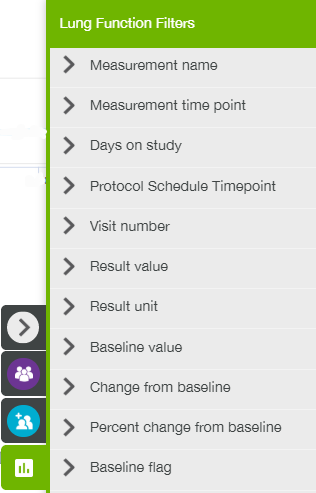 Lung Function Filters
Measurement name
Measurement time point
Days on study
Protocol Schedule Timepoint
Visit number
Result value
Result unit
Baseline value
Change from baseline
Percent change from baseline
Baseline flag